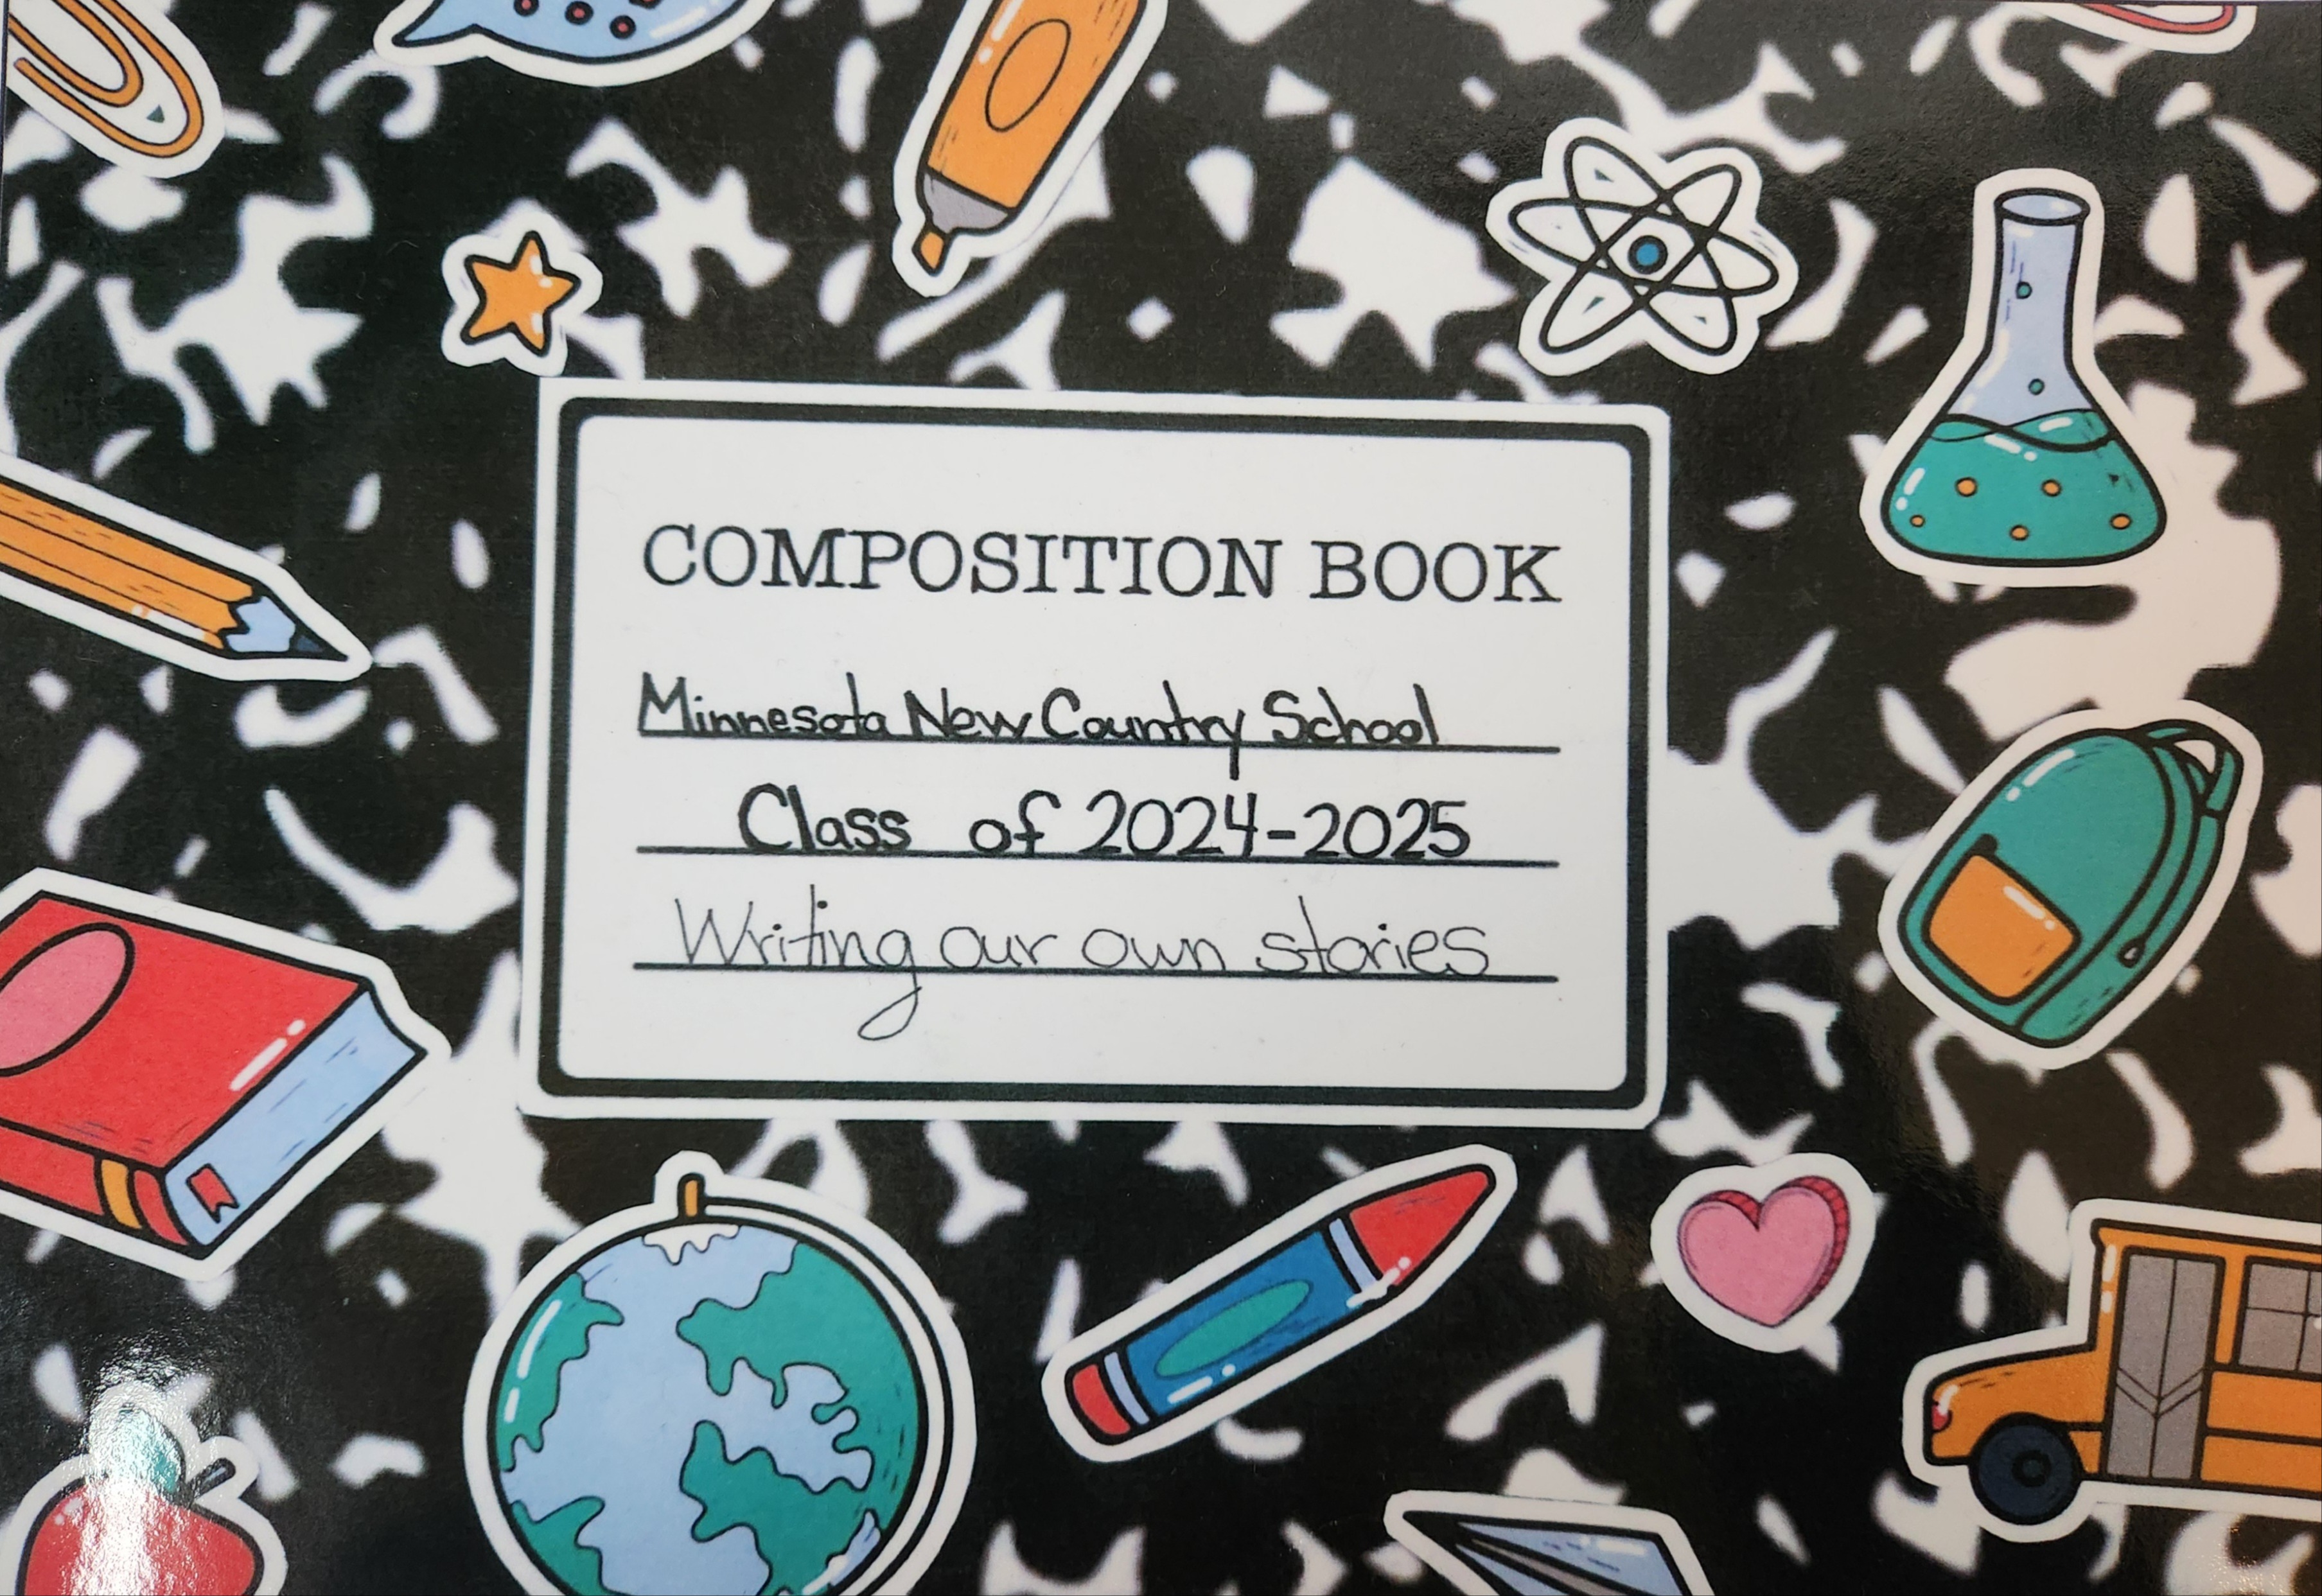 COMPOSITION BOOK
Minnesota New Country School
Class of 2024-2025
Writing our own stories